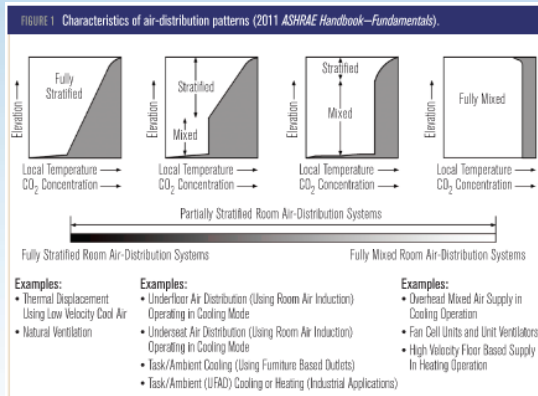 FIGURE 1 Characteristics of air-distribution patterns (2011 ASHRAE Handbook—Fundamentals).
Fully
Stratified
Elevation
Local Temperature
CO2 Concentration
Stratified
Mixed
Elevation
Local Temperature
CO2 Concentration
Stratified
Mixed
Elevation
Local Temperature
CO2 Concentration
Fully Mixed
Elevation
Local Temperature
CO2 Concentration
Partially Stratified Room Air-Distribution Systems
Fully Stratified Room Air-Distribution Systems
Fully Mixed Room Air-Distribution Systems
Examples:
• Thermal Displacement
Using Low Velocity Cool Air
• Natural Ventilation
Examples:
• Underfloor Air Distribution (Using Room Air Induction)
Operating in Cooling Mode
• Underseat Air Distribution (Using Room Air Induction)
Operating in Cooling Mode
• Task/Ambient Cooling (Using Furniture Based Outlets)
• Task/Ambient (UFAD) Cooling or Heating (Industrial Applications)
Examples:
• Overhead Mixed Air Supply in
Cooling Operation
• Fan Coil Units and Unit Ventilators
• High Velocity Floor Based Supply
In Heating Operation